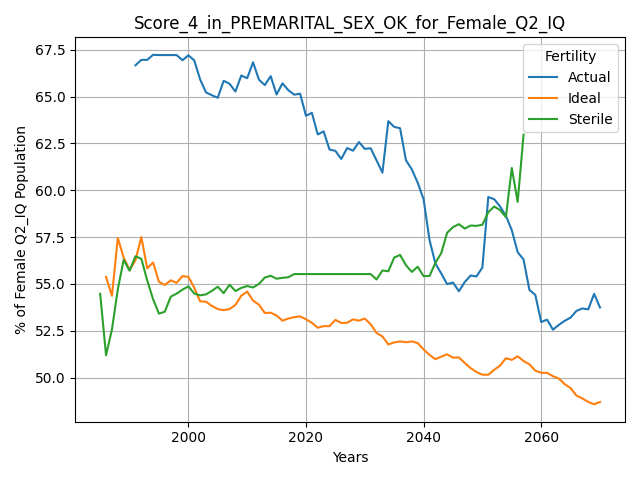 Score_4_in_PREMARITAL_SEX_OK_for_Female_Q2_IQ
% of Female Q2_IQ Population
67.5
65.0
62.5
60.0
57.5
55.0
52.5
50.0
Fertility
Actual
Ideal
Sterile
2000
2020
2040
2060
Years